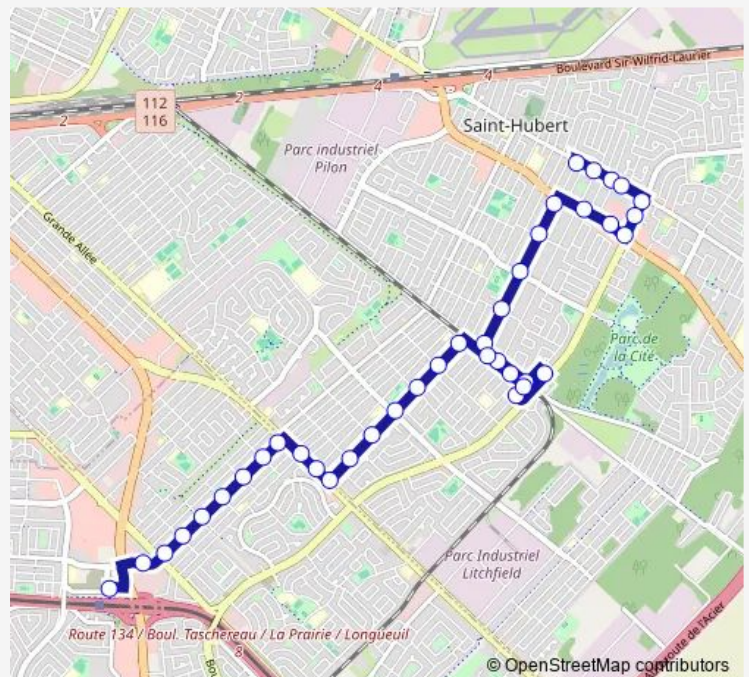 Boulevard Sir-Wilfrid-Laurier
4
4
2
2
112
116
Saint-Hubert
Parc industriel
Pilon
Grande Allée
Parc de
la Cité
Parc Industriel
Litchfield
Route 134 / Boul. Taschereau / La Prairie / Longueuil
8
Bou
route de l'Acier
© OpenStreetMap contributors